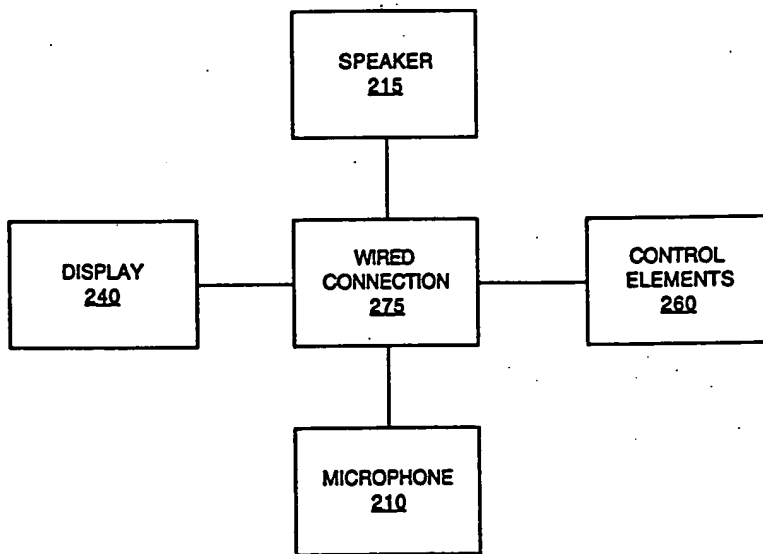 SPEAKER
215
DISPLAY
240
WIRED
CONNECTION
275
CONTROL
ELEMENTS
260
MICROPHONE
210